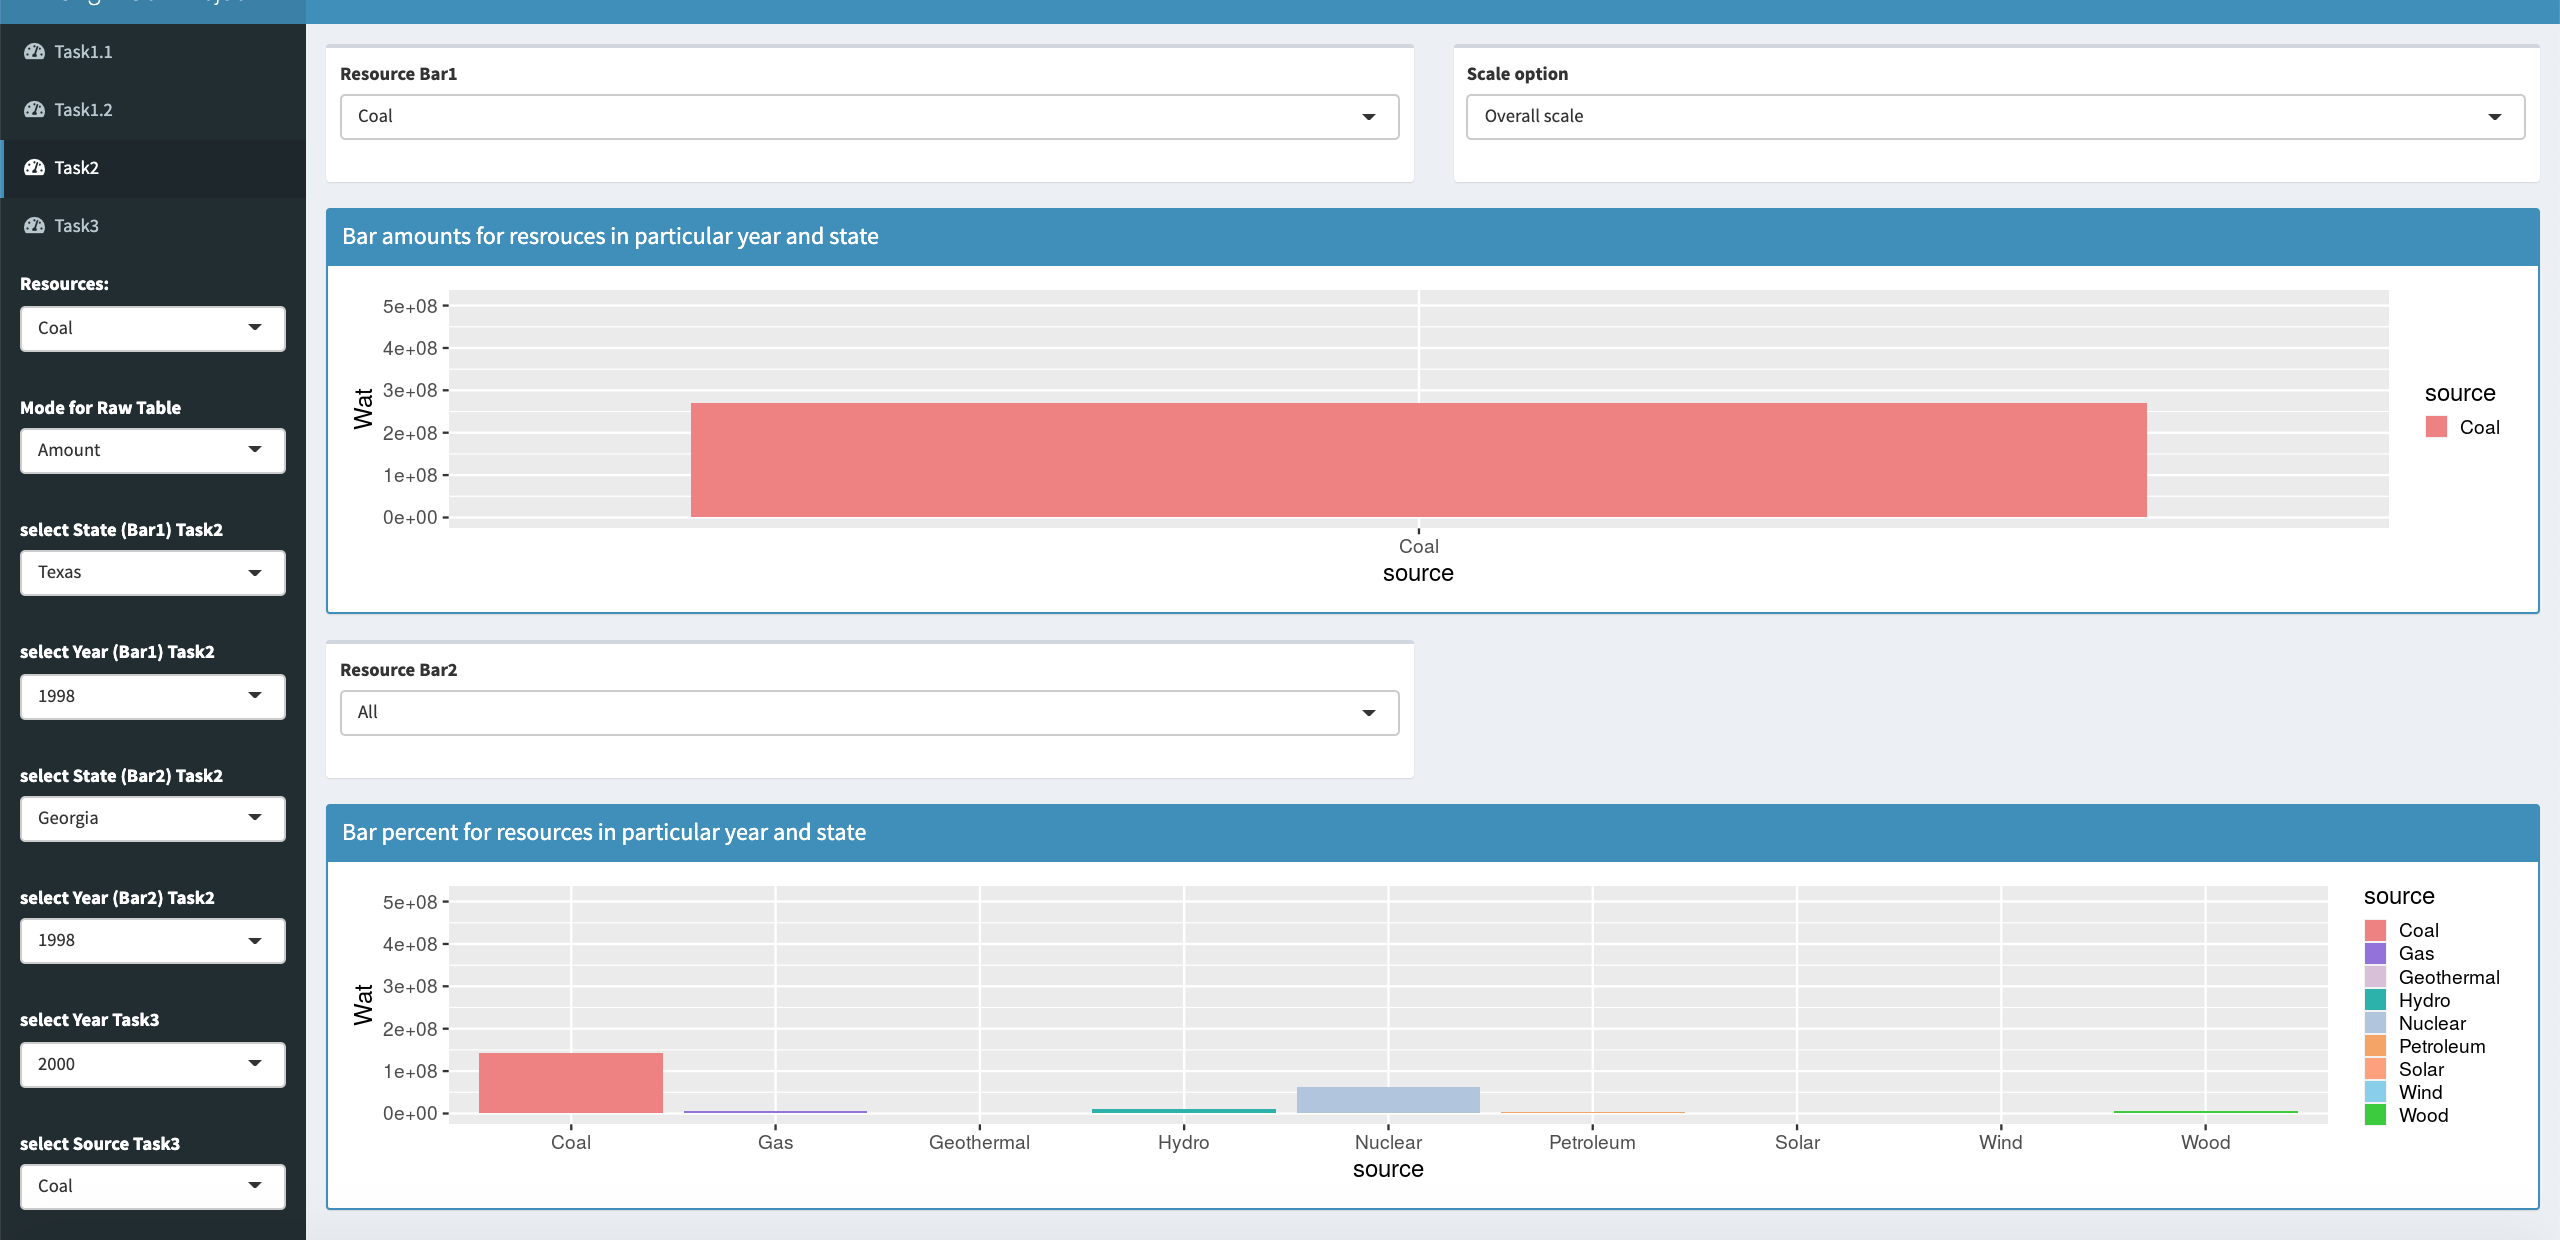 Task1.1
Task1.2
Task2
Task3
Resources:
Coal
Mode for Raw Table
Amount
select State (Bar1) Task2
Texas
select Year (Bar1) Task2
1998
select State (Bar2) Task2
Georgia
select Year (Bar2) Task2
1998
select Year Task3
2000
select Source Task3
Coal
Resource Bar1
Coal
Scale option
Overall scale
Bar amounts for resrouces in particular year and state
5e+08
4e+08
3e+08
2e+08
1e+08
0e+00
Wat
Coal
source
source
Coal
Resource Bar2
All
Bar percent for resources in particular year and state
5e+08
4e+08
3e+08
2e+08
1e+08
0e+00
Wat
Coal Gas Geothermal Hydro Nuclear Petroleum Solar Wind Wood
source
source
Coal
Gas
Geothermal
Hydro
Nuclear
Petroleum
Solar
Wind
Wood